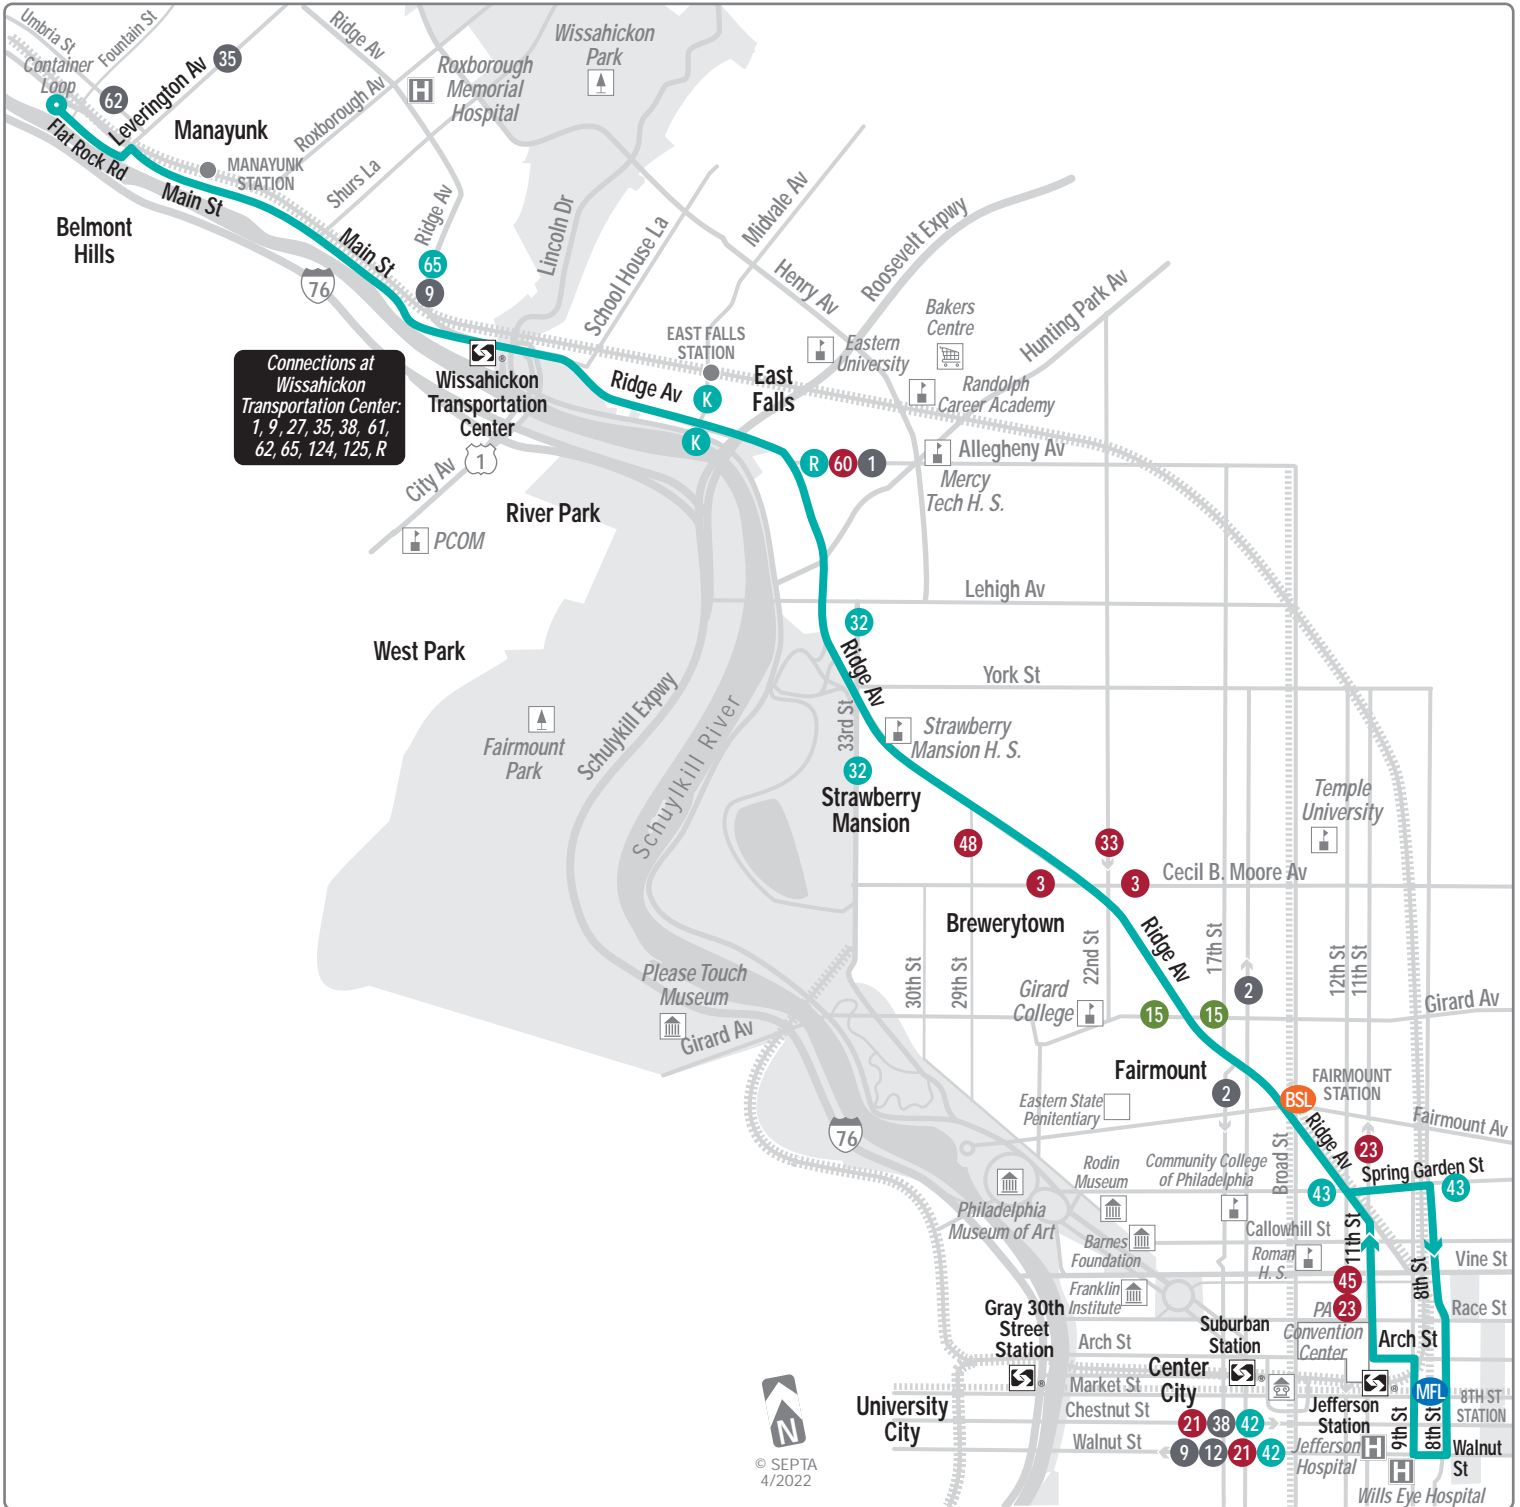 Umbria St
Fountain St
Container
Loop
62
Leverington Av
35
Ridge Av
Roxborough
Memorial
Hospital
H
Wissahickon
Park
Manayunk
Roxborough Av
Flat Rock Rd
MANAYUNK
STATION
Main St
Shurs La
Belmont
Hills
Main St
Ridge Av
65
9
76
Lincoln Dr
School House La
Midvale Av
Henry Av
Roosevelt Expwy
Bakers
Centre
Hunting Park Av
Eastern
University
Randolph
Career Academy
EAST FALLS
STATION
East
Falls
Connections at
Wissahickon
Transportation Center:
1, 9, 27, 35, 38, 61,
62, 65, 124, 125, R
Wissahickon
Transportation
Center
®
Ridge Av
K
K
City Av
1
R
60
1
Allegheny Av
Mercy
Tech H. S.
River Park
PCOM
Lehigh Av
32
Ridge Av
York St
West Park
Fairmount
Park
Schulykill Expwy
Schuylkill River
33rd St
Strawberry
Mansion H. S.
32
Strawberry
Mansion
Temple
University
48
33
3
3
Cecil B. Moore Av
Brewerytown
Ridge Av
30th St
29th St
22nd St
17th St
12th St
11th St
2
Please Touch
Museum
Girard Av
Girard
College
15
15
Girard Av
Fairmount
2
BSL
FAIRMOUNT
STATION
Eastern State
Penitentiary
Fairmount Av
76
Ridge Av
Broad St
23
Spring Garden St
43
43
Rodin
Museum
Community College
of Philadelphia
Philadelphia
Museum of Art
Barnes
Foundation
Callowhill St
11th St
Roman
H. S.
Vine St
45
8th St
Franklin
Institute
PA
23
Convention
Center
Race St
Gray 30th
Street
Station
®
Suburban
Station
®
Arch St
Arch St
Center
City
Market St
MFL
8TH ST
STATION
Jefferson
Station
®
University
City
Chestnut St
21
38
42
9th St
8th St
Walnut St
9
12
21
42
Jefferson
Hospital
H
Walnut
St
H
Wills Eye Hospital
N
© SEPTA
4/2022